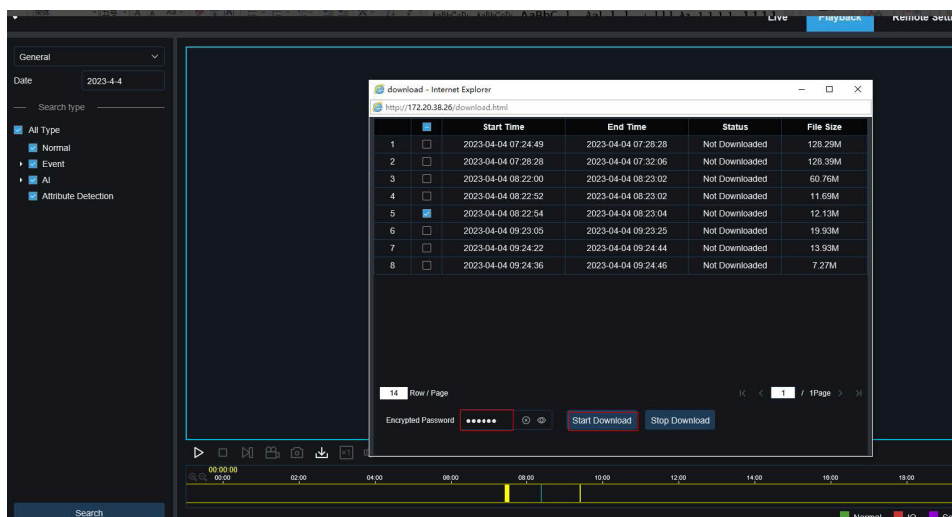 Live Playback Remote Setu
General
Date 2023-4-4
Search type
All Type
Normal
Event
AI
Attribute Detection
download - Internet Explorer
http://172.20.38.26/download.html
Start Time End Time Status File Size
1 2023-04-04 07:24:49 2023-04-04 07:28:28 Not Downloaded 128.29M
2 2023-04-04 07:28:28 2023-04-04 07:32:06 Not Downloaded 128.39M
3 2023-04-04 08:22:00 2023-04-04 08:23:02 Not Downloaded 60.76M
4 2023-04-04 08:22:52 2023-04-04 08:23:02 Not Downloaded 11.69M
5 2023-04-04 08:22:54 2023-04-04 08:23:04 Not Downloaded 12.13M
6 2023-04-04 09:23:05 2023-04-04 09:23:25 Not Downloaded 19.93M
7 2023-04-04 09:24:22 2023-04-04 09:24:44 Not Downloaded 13.93M
8 2023-04-04 09:24:36 2023-04-04 09:24:46 Not Downloaded 7.27M
14 Row / Page 1 / 1Page
Encrypted Password •••••• Start Download Stop Download
×1
00:00:00
00:00 02:00 04:00 06:00 08:00 10:00 12:00 14:00 16:00 18:00
Search
Normal IO